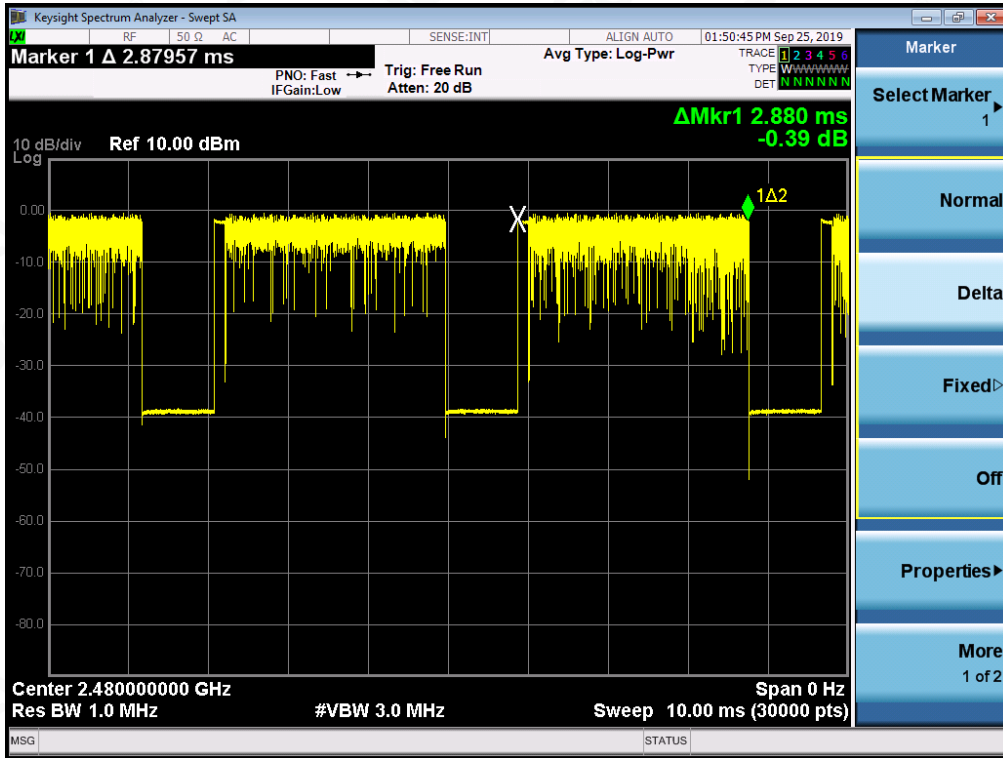 Keysight Spectrum Analyzer - Swept SA
LXI RF 50 Ω AC SENSE:INT ALIGN AUTO 01:50:45 PM Sep 25, 2019
Marker 1 Δ 2.87957 ms
PNO: Fast
IFGain:Low
Trig: Free Run
Atten: 20 dB
Avg Type: Log-Pwr
TRACE 1 2 3 4 5 6
TYPE WWWWWW
DET N N N N N N
ΔMkr1 2.880 ms
-0.39 dB
10 dB/div
Log
Ref 10.00 dBm
1Δ2
X
0.00
-10.0
-20.0
-30.0
-40.0
-50.0
-60.0
-70.0
-80.0
Center 2.480000000 GHz
Res BW 1.0 MHz
#VBW 3.0 MHz
Span 0 Hz
Sweep 10.00 ms (30000 pts)
MSG
STATUS
Marker
Select Marker
1
Normal
Delta
Fixed
Off
Properties
More
1 of 2